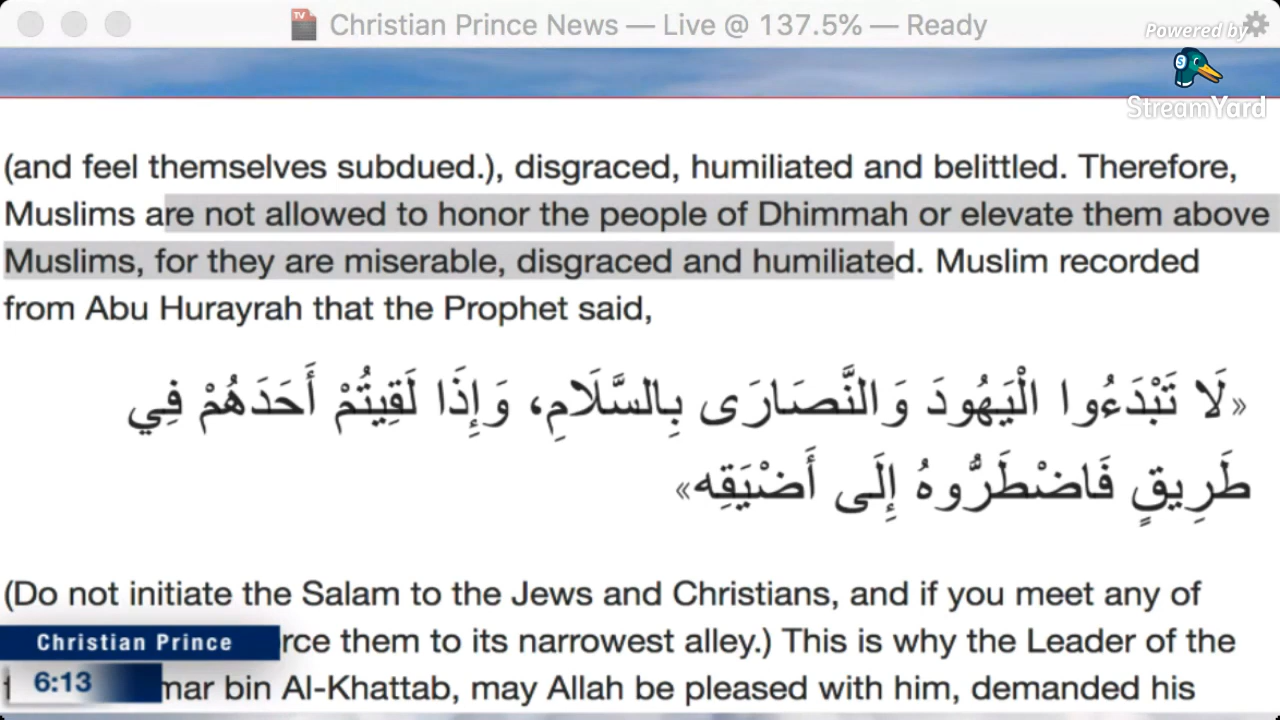 Christian Prince News — Live @ 137.5% — Ready
Powered by
StreamYard
(and feel themselves subdued.), disgraced, humiliated and belittled. Therefore,
Muslims are not allowed to honor the people of Dhimmah or elevate them above
Muslims, for they are miserable, disgraced and humiliated. Muslim recorded
from Abu Hurayrah that the Prophet said,
«لَا تَبْدَءُوا الْيَهُودَ وَالنَّصَارَى بِالسَّلَامِ، وَإِذَا لَقِيتُمْ أَحَدَهُمْ فِي
طَرِيقٍ فَاضْطَرُّوهُ إِلَى أَضْيَقِه»
(Do not initiate the Salam to the Jews and Christians, and if you meet any of
rce them to its narrowest alley.) This is why the Leader of the
mar bin Al-Khattab, may Allah be pleased with him, demanded his
Christian Prince
6:13